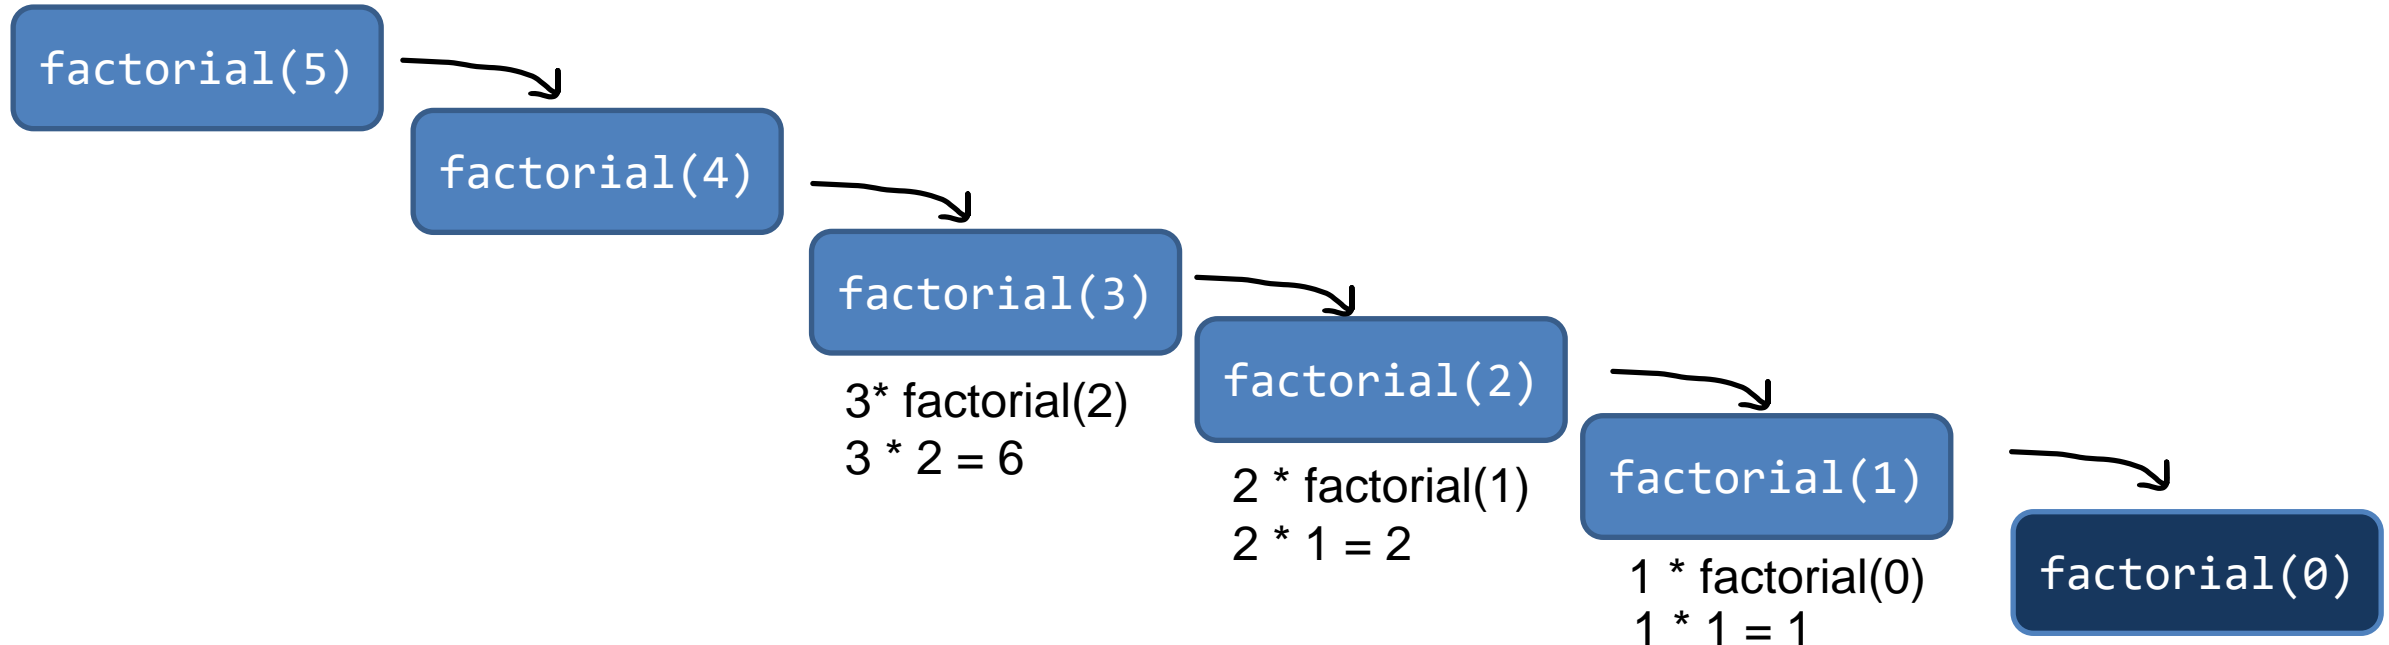 factorial(5)
factorial(4)
factorial(3)
3* factorial(2)
3 * 2 = 6
factorial(2)
2 * factorial(1)
2 * 1 = 2
factorial(1)
1 * factorial(0)
1 * 1 = 1
factorial(0)